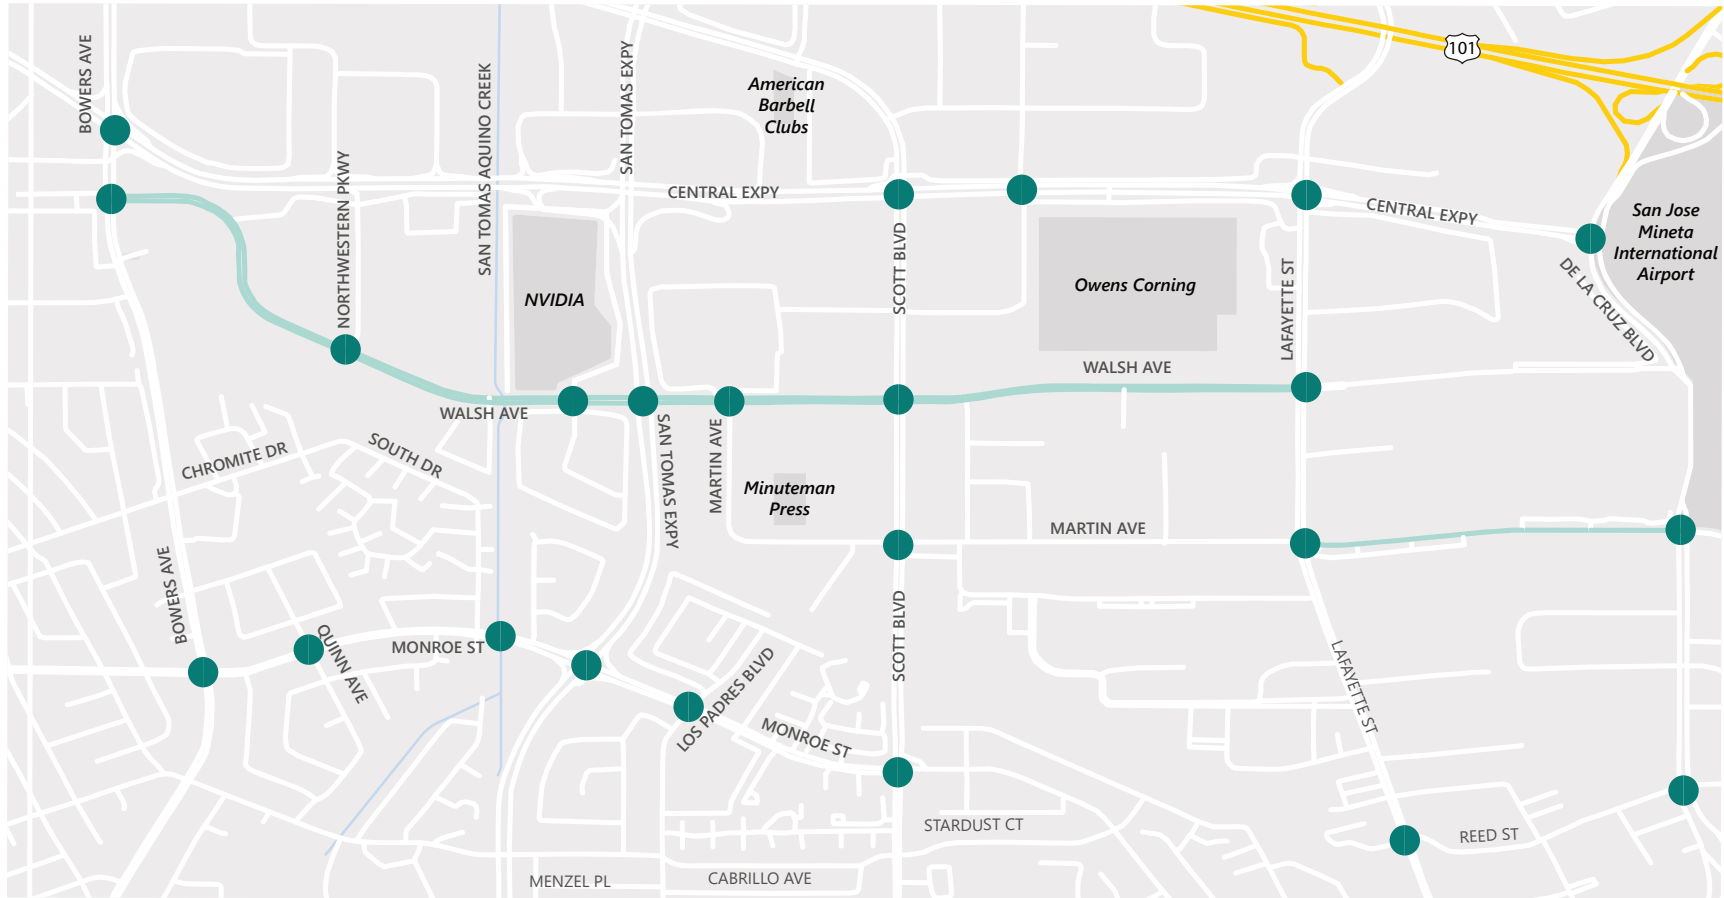 BOWERS AVE
SAN TOMAS AQUINO CREEK
SAN TOMAS EXPY
American
Barbell
Clubs
101
NORTHWESTERN PKWY
CENTRAL EXPY
CENTRAL EXPY
San Jose
Mineta
International
Airport
SCOTT BLVD
LAFAYETTE ST
DE LA CRUZ BLVD
NVIDIA
Owens Corning
WALSH AVE
WALSH AVE
CHROMITE DR
SOUTH DR
SAN TOMAS EXPY
MARTIN AVE
Minuteman
Press
MARTIN AVE
BOWERS AVE
QUINN AVE
MONROE ST
LOS PADRES BLVD
SCOTT BLVD
LAFAYETTE ST
MONROE ST
STARDUST CT
REED ST
MENZEL PL
CABRILLO AVE